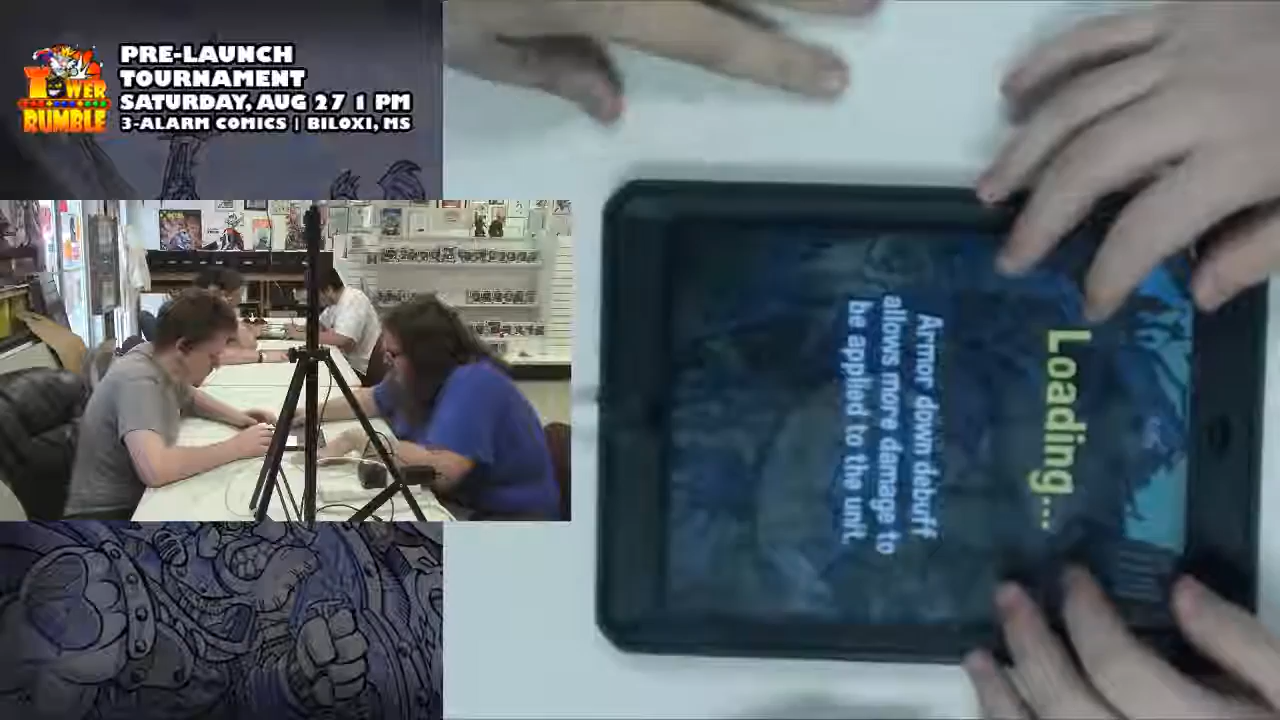 TOWER
RUMBLE
PRE-LAUNCH
TOURNAMENT
SATURDAY, AUG 27 1 PM
3-ALARM COMICS | BILOXI, MS
Loading...
Armor down debuff
allows more damage to
be applied to the unit.